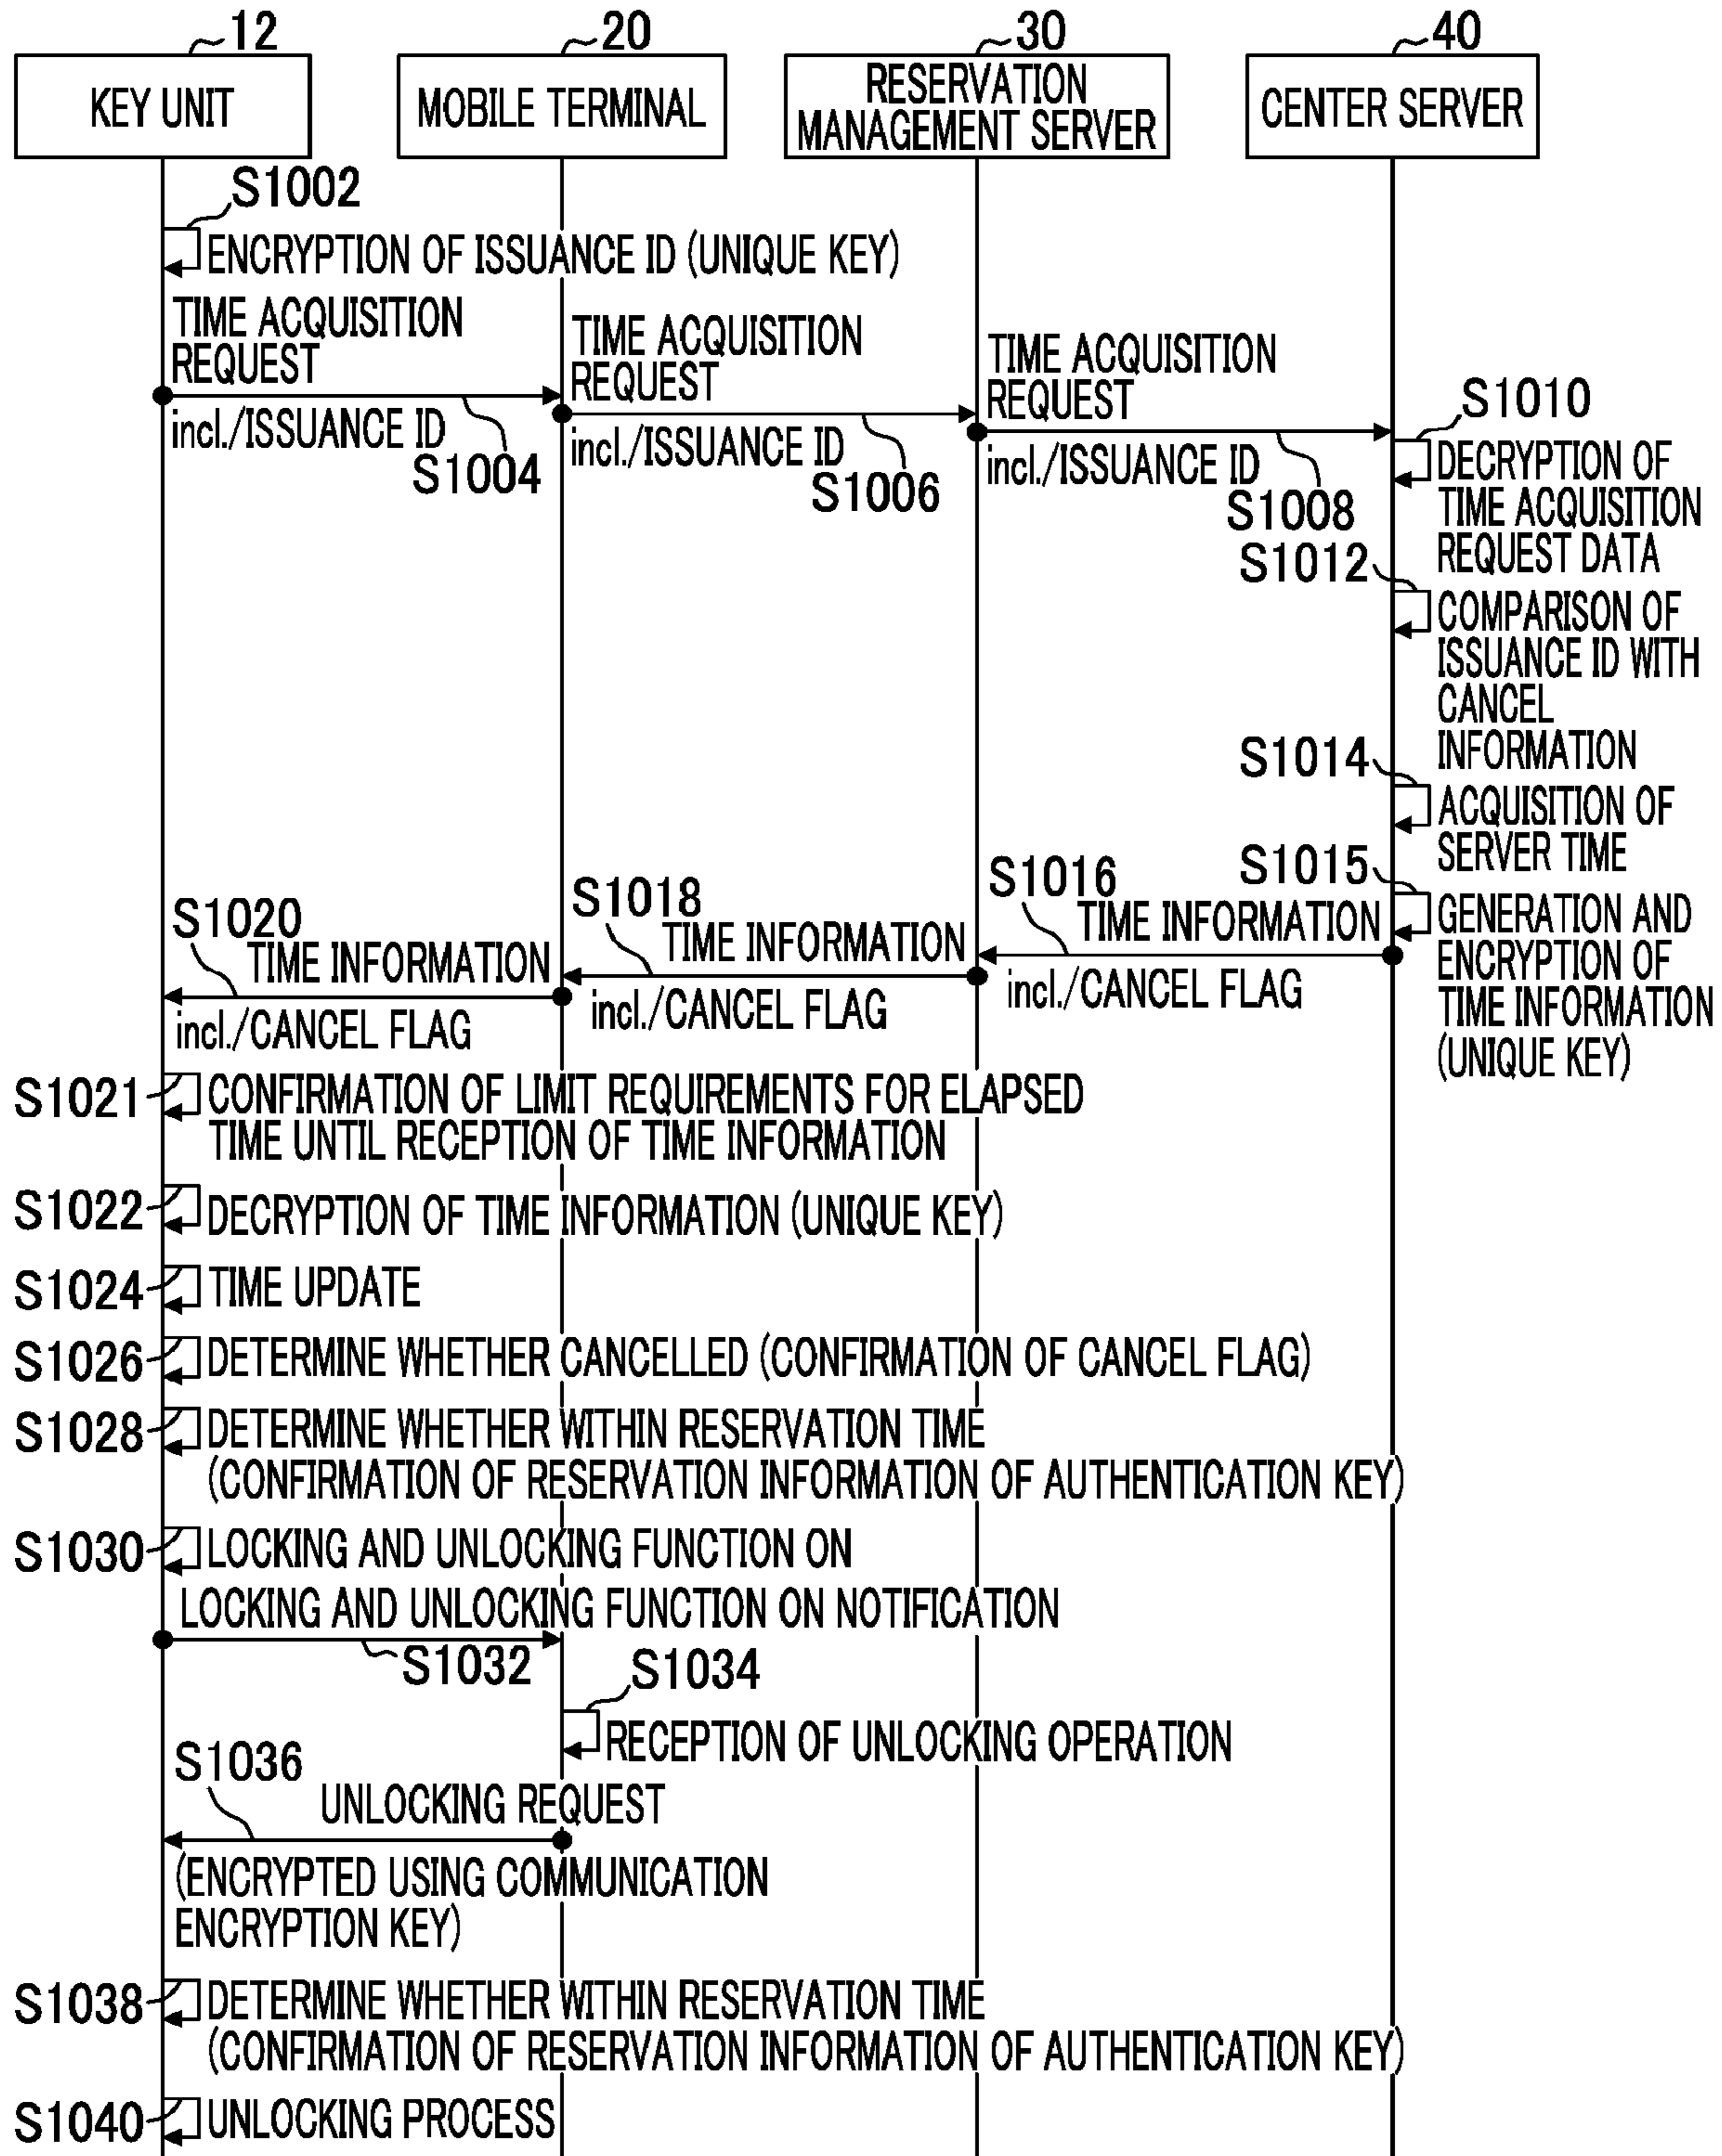 12
20
30
40
KEY UNIT
MOBILE TERMINAL
RESERVATION
MANAGEMENT SERVER
CENTER SERVER
S1002
ENCRYPTION OF ISSUANCE ID (UNIQUE KEY)
TIME ACQUISITION
REQUEST
incl./ISSUANCE ID
S1004
TIME ACQUISITION
REQUEST
incl./ISSUANCE ID
S1006
TIME ACQUISITION
REQUEST
incl./ISSUANCE ID
S1008
S1010
DECRYPTION OF
TIME ACQUISITION
REQUEST DATA
S1012
COMPARISON OF
ISSUANCE ID WITH
CANCEL
INFORMATION
S1014
ACQUISITION OF
SERVER TIME
S1015
GENERATION AND
ENCRYPTION OF
TIME INFORMATION
(UNIQUE KEY)
S1016
TIME INFORMATION
incl./CANCEL FLAG
S1018
TIME INFORMATION
incl./CANCEL FLAG
S1020
TIME INFORMATION
incl./CANCEL FLAG
S1021
CONFIRMATION OF LIMIT REQUIREMENTS FOR ELAPSED
TIME UNTIL RECEPTION OF TIME INFORMATION
S1022
DECRYPTION OF TIME INFORMATION (UNIQUE KEY)
S1024
TIME UPDATE
S1026
DETERMINE WHETHER CANCELLED (CONFIRMATION OF CANCEL FLAG)
S1028
DETERMINE WHETHER WITHIN RESERVATION TIME
(CONFIRMATION OF RESERVATION INFORMATION OF AUTHENTICATION KEY)
S1030
LOCKING AND UNLOCKING FUNCTION ON
LOCKING AND UNLOCKING FUNCTION ON NOTIFICATION
S1032
S1034
RECEPTION OF UNLOCKING OPERATION
S1036
UNLOCKING REQUEST
(ENCRYPTED USING COMMUNICATION
ENCRYPTION KEY)
S1038
DETERMINE WHETHER WITHIN RESERVATION TIME
(CONFIRMATION OF RESERVATION INFORMATION OF AUTHENTICATION KEY)
S1040
UNLOCKING PROCESS